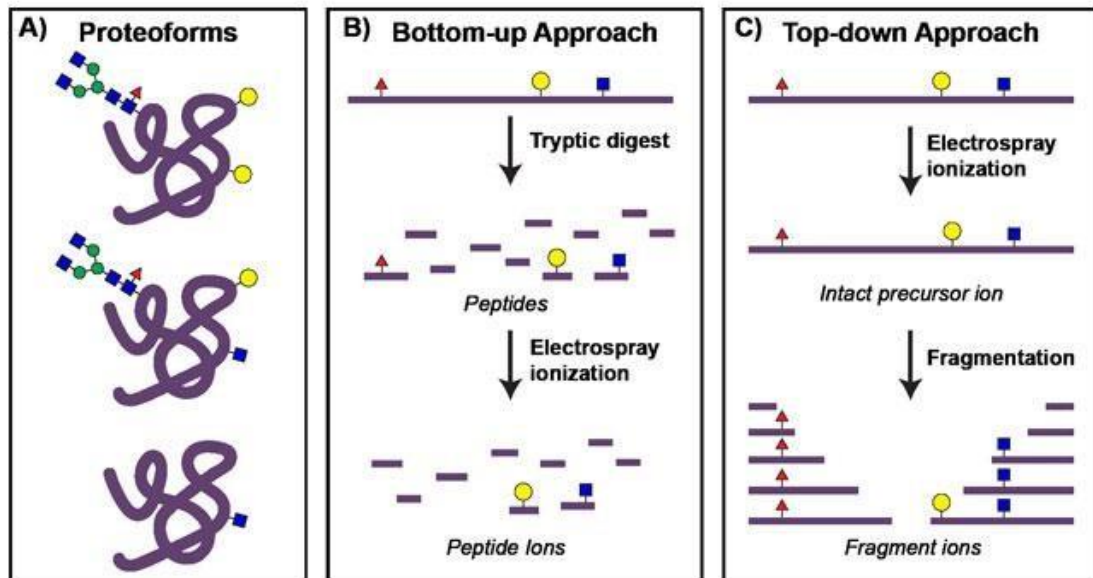 A) Proteoforms
B) Bottom-up Approach
Tryptic digest
Peptides
Electrospray
ionization
Peptide Ions
C) Top-down Approach
Electrospray
ionization
Intact precursor ion
Fragmentation
Fragment ions